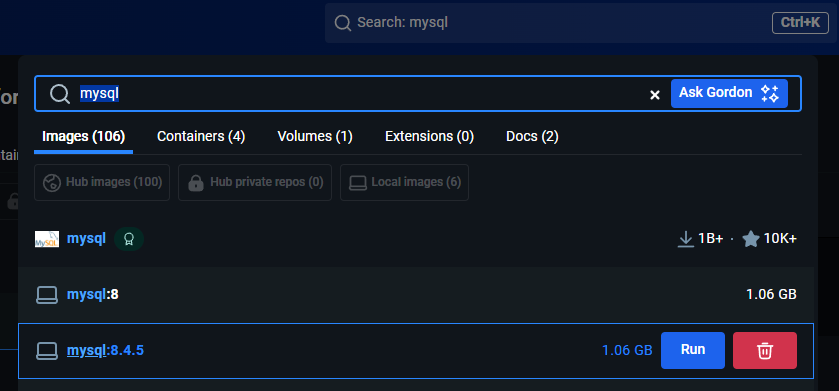 Search: mysql
Ctrl+K
mysql
Ask Gordon
Images (106)
Containers (4)
Volumes (1)
Extensions (0)
Docs (2)
Hub images (100)
Hub private repos (0)
Local images (6)
MySQL
mysql
1B+ · 10K+
mysql:8
1.06 GB
mysql:8.4.5
1.06 GB
Run